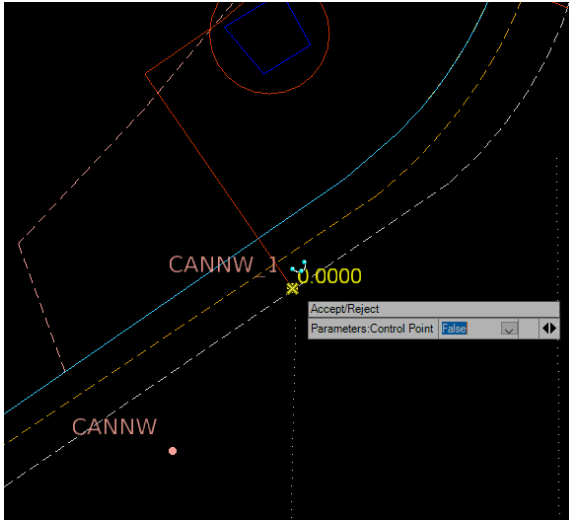 CANNW_1
0.0000
Accept/Reject
Parameters:Control Point False
CANNW